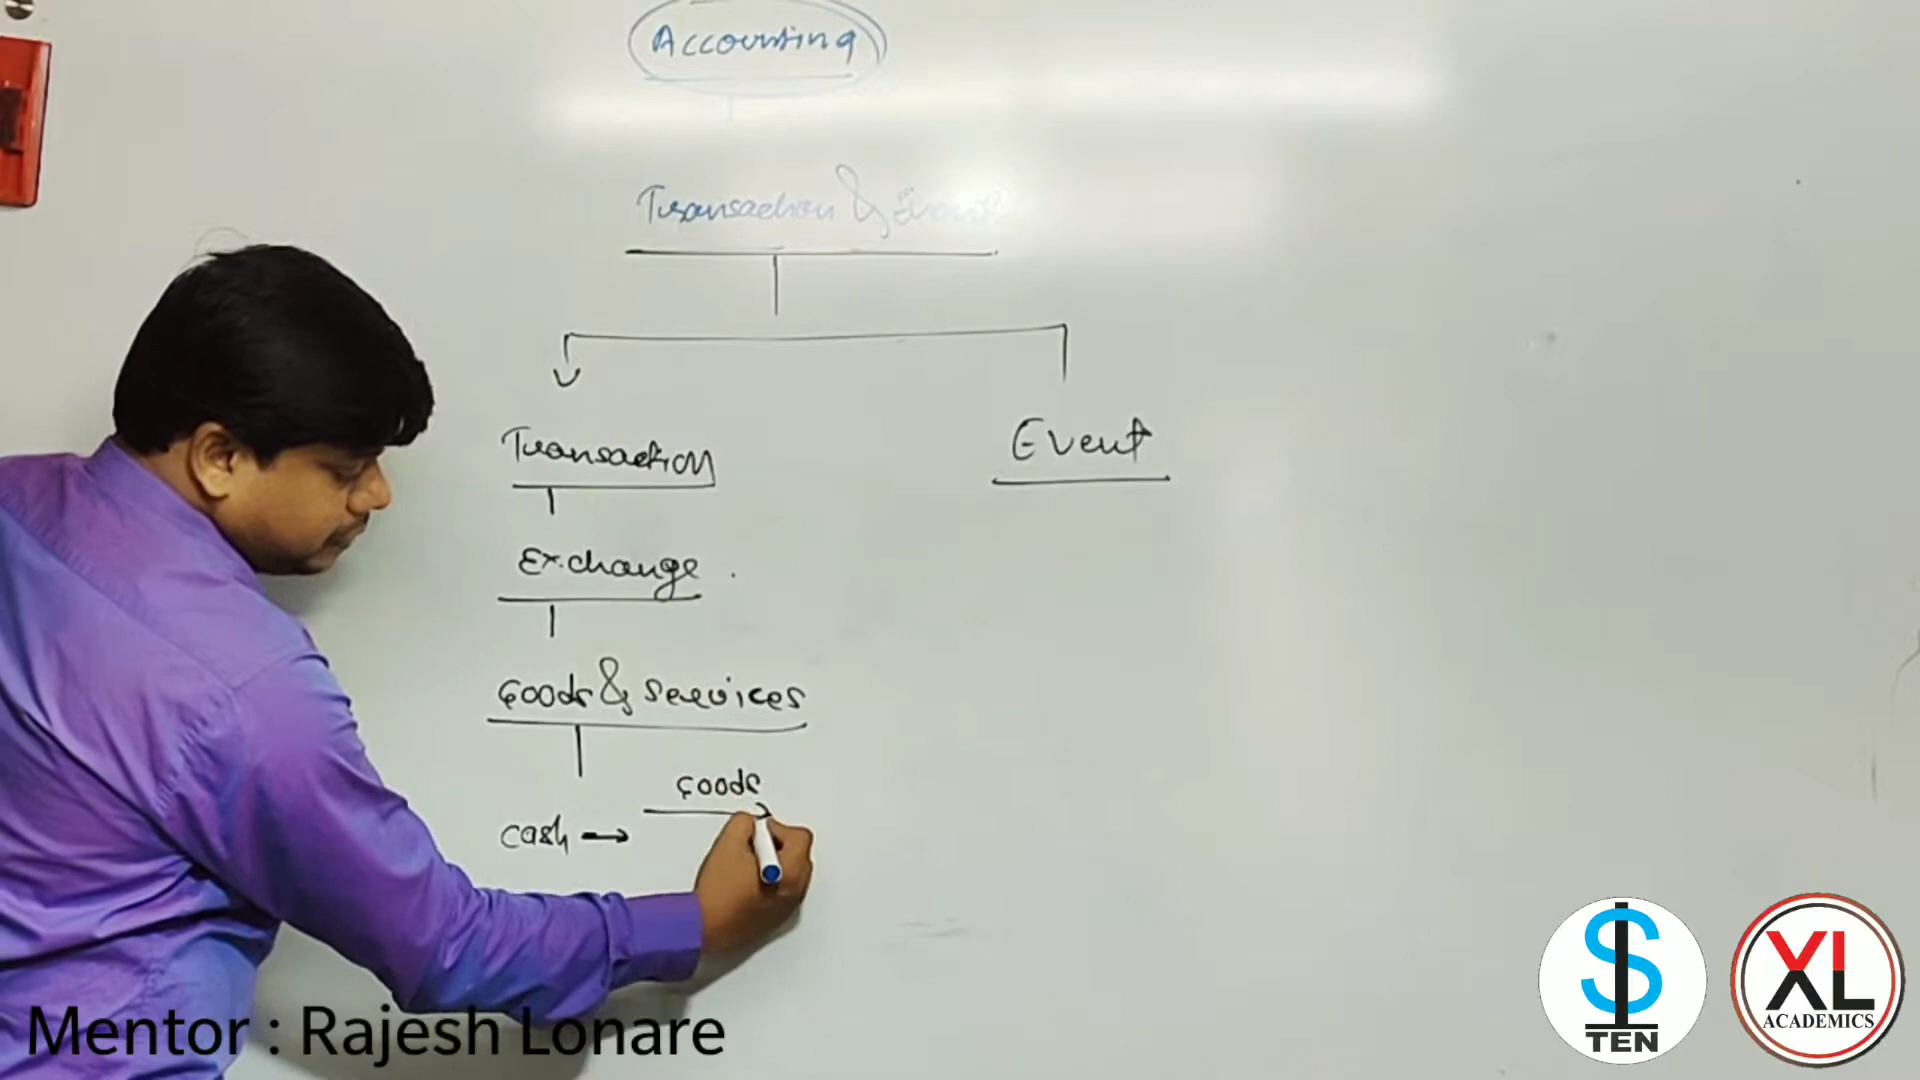 Accounting
Transaction & Event
Transaction
Event
Exchange .
Goods & Services
Goods
Cash →
Mentor : Rajesh Lonare
S
TEN
XL
ACADEMICS